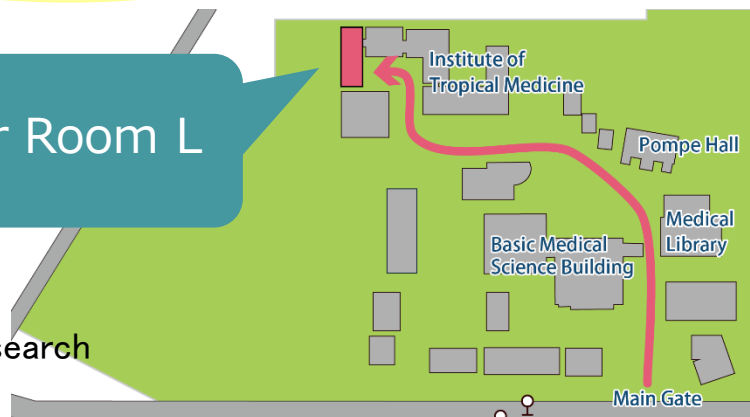 Institute of
Tropical Medicine
r Room L
Pompe Hall
Medical
Library
Basic Medical
Science Building
search
Main Gate